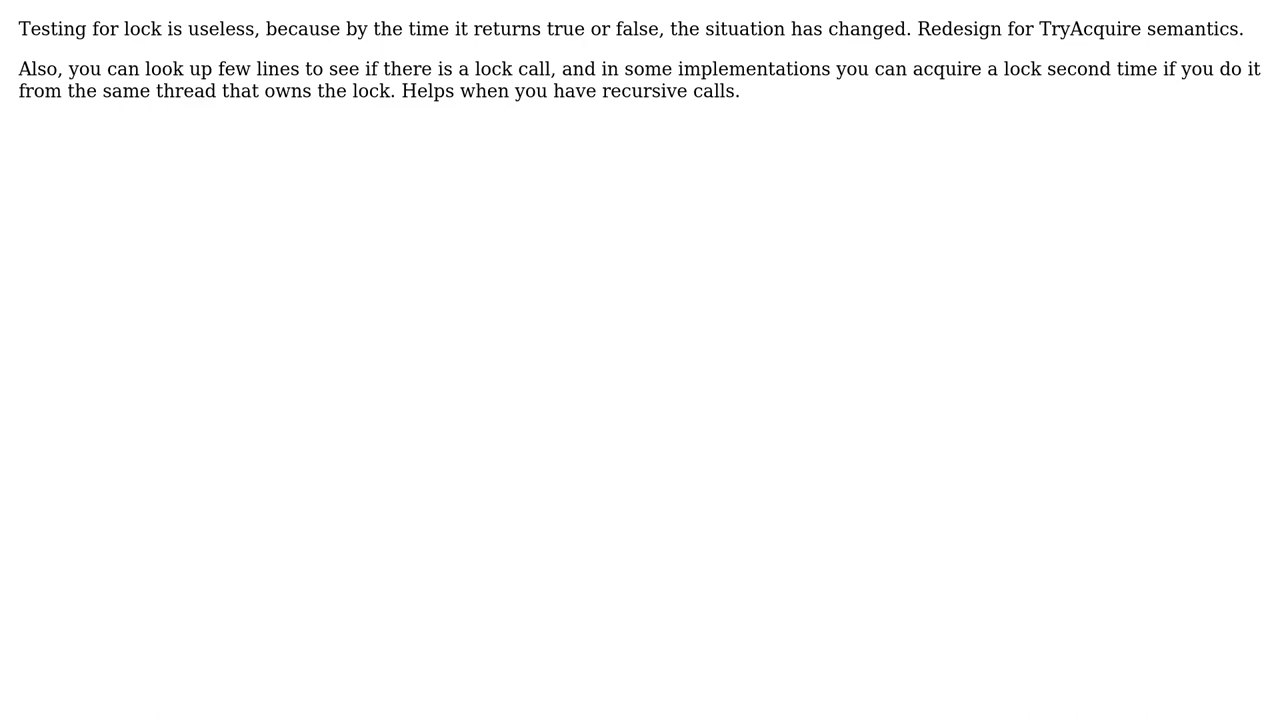 Testing for lock is useless, because by the time it returns true or false, the situation has changed. Redesign for TryAcquire semantics.
Also, you can look up few lines to see if there is a lock call, and in some implementations you can acquire a lock second time if you do it
from the same thread that owns the lock. Helps when you have recursive calls.